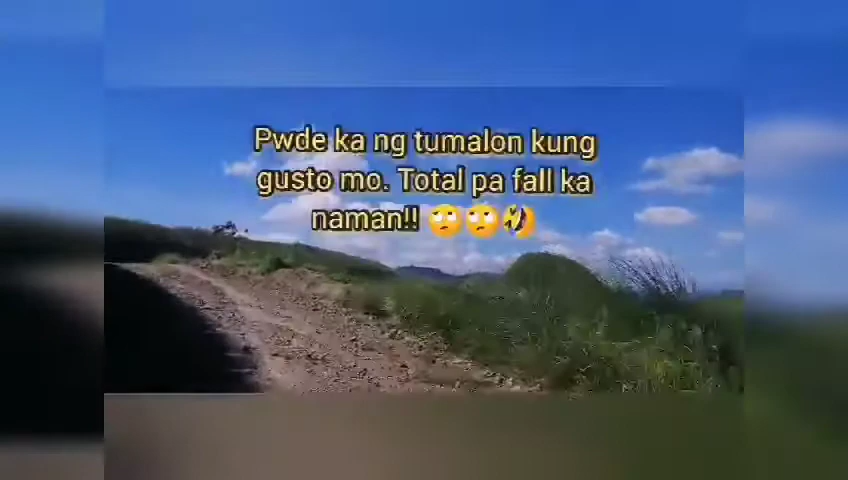 Pwde ka ng tumalon kung
gusto mo. Total pa fall ka
naman!! 🙄🙄🤣